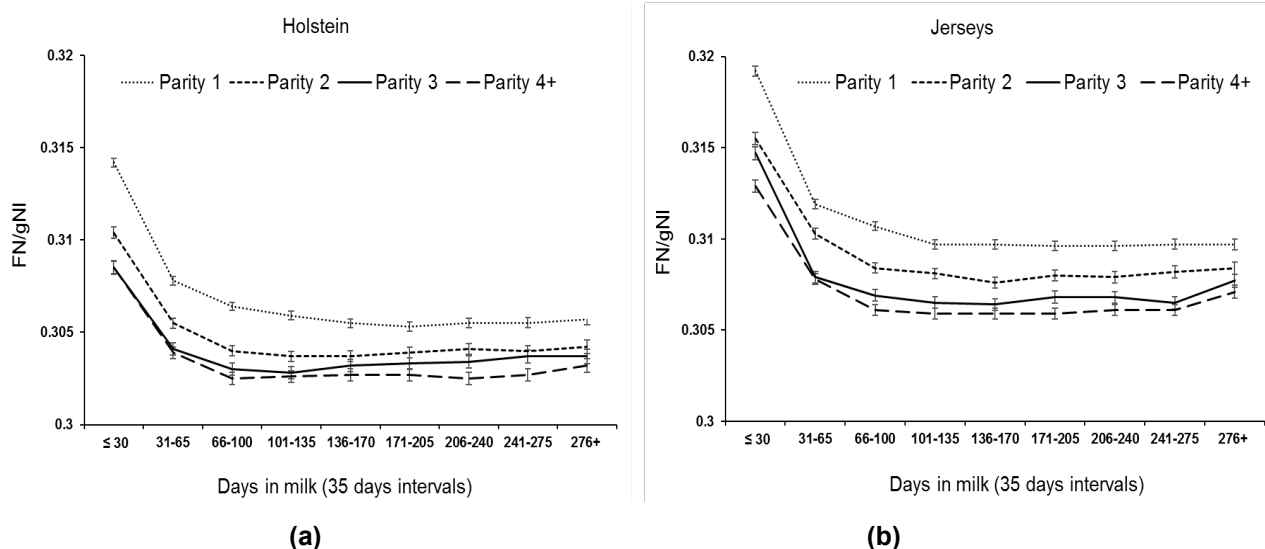 Holstein
0.32
Parity 1 Parity 2 Parity 3 Parity 4+
0.315
0.31
0.305
0.3
FN/gNI
≤ 30 31-65 66-100 101-135 136-170 171-205 206-240 241-275 276+
Days in milk (35 days intervals)
(a)
Jerseys
0.32
Parity 1 Parity 2 Parity 3 Parity 4+
0.315
0.31
0.305
0.3
FN/gNI
≤ 30 31-65 66-100 101-135 136-170 171-205 206-240 241-275 276+
Days in milk (35 days intervals)
(b)